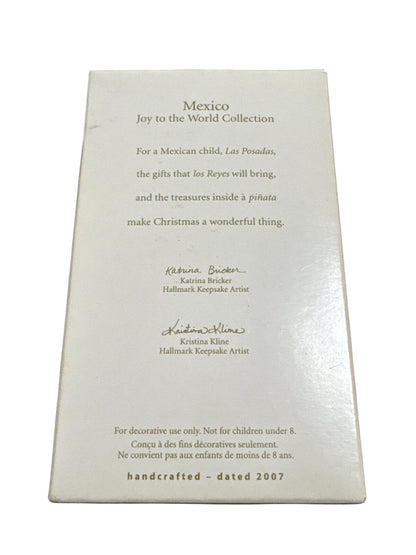 Mexico
Joy to the World Collection
For a Mexican child, Las Posadas,
the gifts that los Reyes will bring,
and the treasures inside à piñata
make Christmas a wonderful thing.
Katrina Bricker
Katrina Bricker
Hallmark Keepsake Artist
Kristina Kline
Kristina Kline
Hallmark Keepsake Artist
For decorative use only. Not for children under 8.
Conçu à des fins décoratives seulement.
Ne convient pas aux enfants de moins de 8 ans.
handcrafted – dated 2007